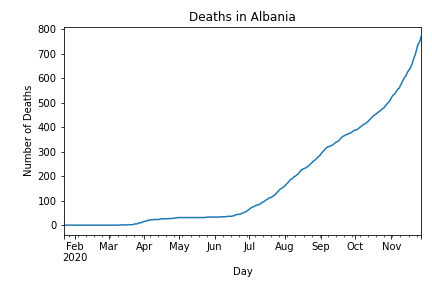 Deaths in Albania
800
700
600
500
400
300
200
100
0
Number of Deaths
Feb Mar Apr May Jun Jul Aug Sep Oct Nov
2020
Day